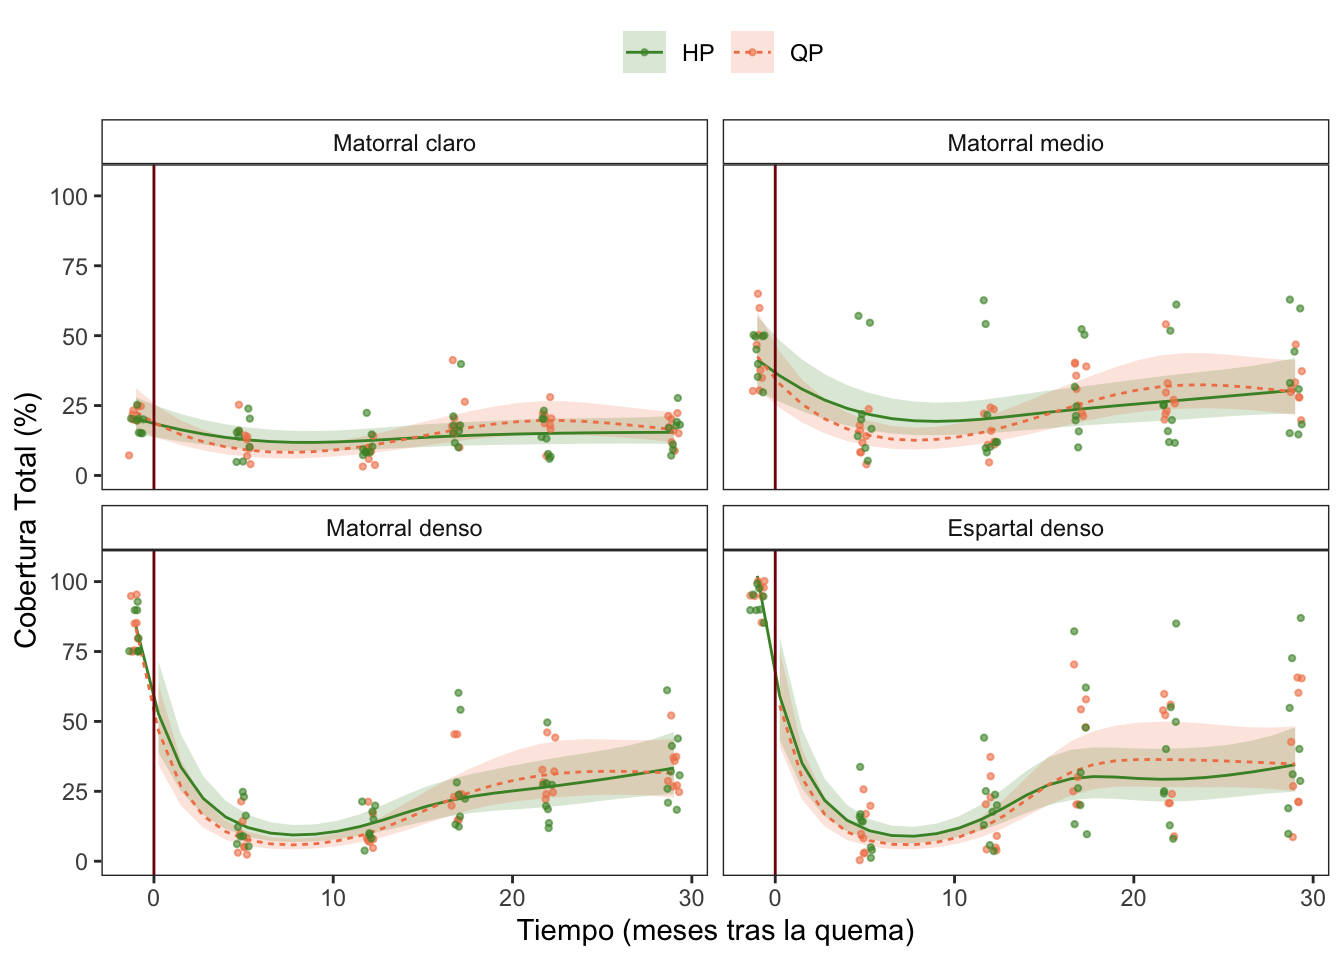 HP QP
Matorral claro Matorral medio
100
75
50
25
0
Matorral denso Espartal denso
100
75
50
25
0
0 10 20 30 0 10 20 30
Tiempo (meses tras la quema)
Cobertura Total (%)